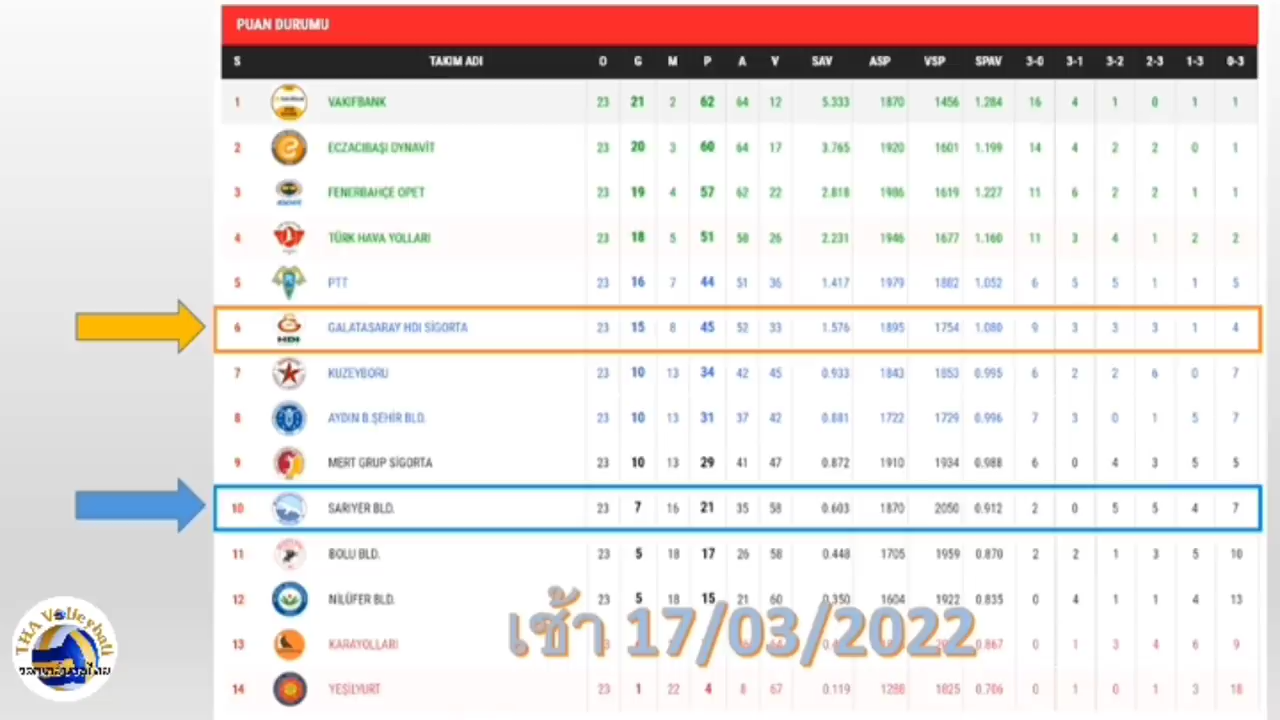 PUAN DURUMU
S TAKIM ADI O G M P A V SAV ASP VSP SPAV 3-0 3-1 3-2 2-3 1-3 0-3
1 VAKIFBANK 23 21 2 62 64 12 5.333 1870 1456 1.284 16 4 1 0 1 1
2 ECZACIBAŞI DYNAVİT 23 20 3 60 64 17 3.765 1920 1601 1.199 14 4 2 2 0 1
3 FENERBAHÇE OPET 23 19 4 57 62 22 2.818 1986 1619 1.227 11 6 2 2 1 1
4 TÜRK HAVA YOLLARI 23 18 5 51 58 26 2.231 1946 1677 1.160 11 3 4 1 2 2
5 PTT 23 16 7 44 51 36 1.417 1979 1882 1.052 6 5 5 1 1 5
6 GALATASARAY HDI SİGORTA 23 15 8 45 52 33 1.576 1895 1754 1.080 9 3 3 3 1 4
7 KUZEYBORU 23 10 13 34 42 45 0.933 1843 1853 0.995 6 2 2 6 0 7
8 AYDIN B.ŞEHİR BLD. 23 10 13 31 37 42 0.881 1722 1729 0.996 7 3 0 1 5 7
9 MERT GRUP SİGORTA 23 10 13 29 41 47 0.872 1910 1934 0.988 6 0 4 3 5 5
10 SARIYER BLD. 23 7 16 21 35 58 0.603 1870 2050 0.912 2 0 5 5 4 7
11 BOLU BLD. 23 5 18 17 26 58 0.448 1705 1959 0.870 2 2 1 3 5 10
12 NİLÜFER BLD. 23 5 18 15 21 60 0.350 1604 1922 0.835 0 4 1 1 4 13
13 KARAYOLLARI 0.867 0 1 3 4 6 9
14 YEŞİLYURT 23 1 22 4 8 67 0.119 1288 1825 0.706 0 1 0 1 3 18
เช้า 17/03/2022
THA Volleyball
HDI